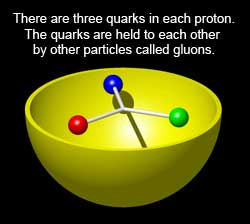 There are three quarks in each proton.
The quarks are held to each other
by other particles called gluons.